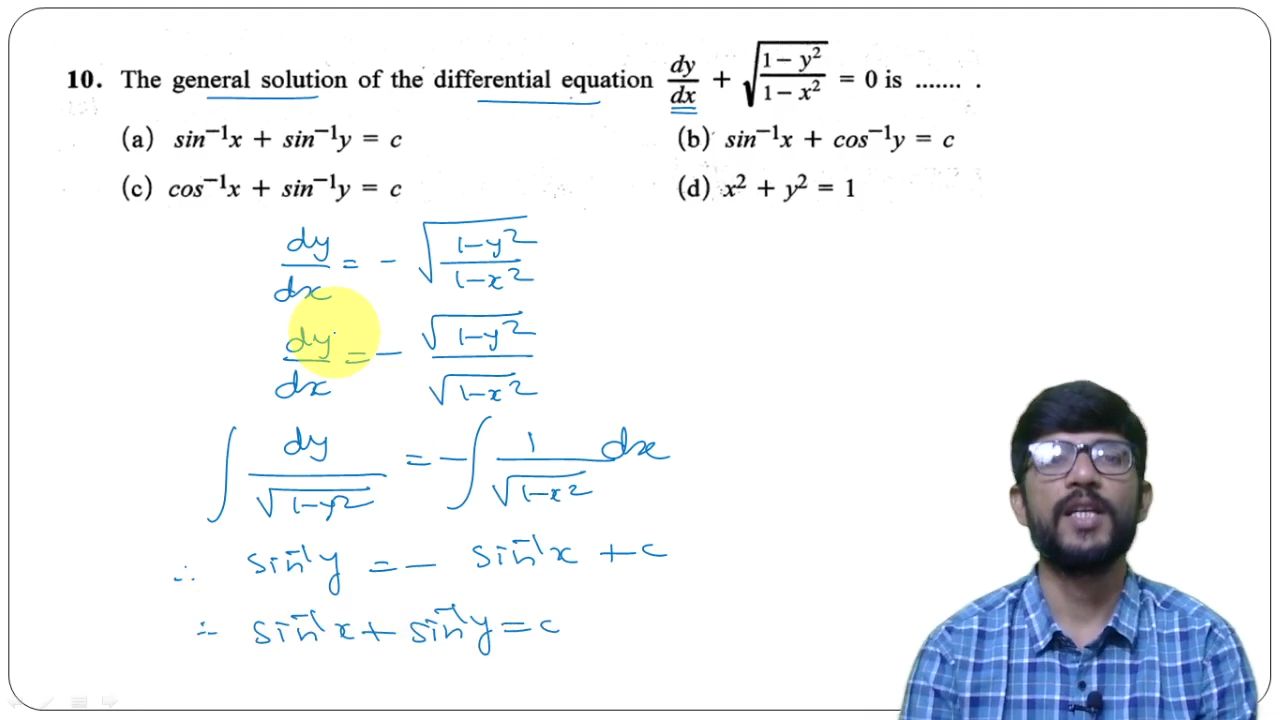 10. The general solution of the differential equation dy/dx + √((1 − y²)/(1 − x²)) = 0 is ....... .
(a) sin⁻¹x + sin⁻¹y = c
(b) sin⁻¹x + cos⁻¹y = c
(c) cos⁻¹x + sin⁻¹y = c
(d) x² + y² = 1
dy/dx = − √((1−y²)/(1−x²))
dy/dx = − √(1−y²)/√(1−x²)
∫ dy/√(1−y²) = −∫ 1/√(1−x²) dx
∴ sin⁻¹y = − sin⁻¹x + c
∴ sin⁻¹x + sin⁻¹y = c